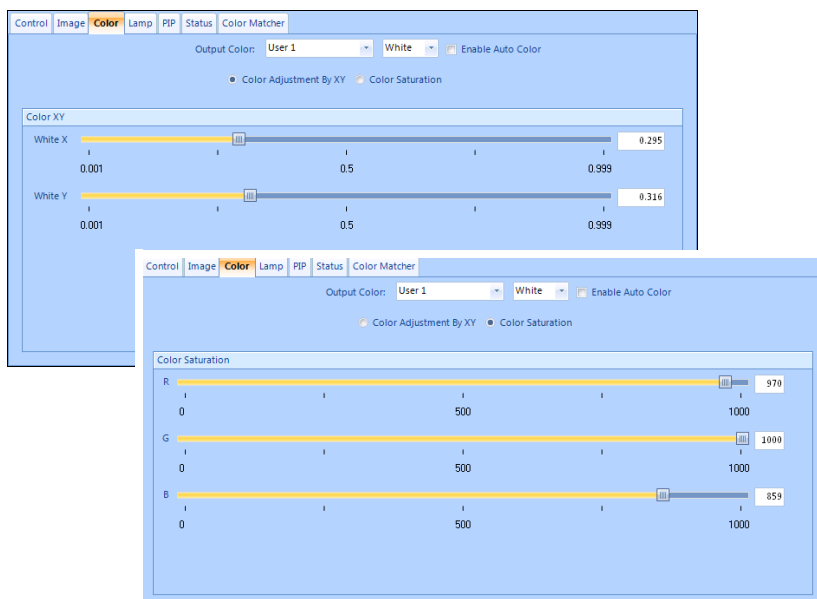 Control Image Color Lamp PIP Status Color Matcher
Output Color: User 1 White Enable Auto Color
Color Adjustment By XY Color Saturation
Color XY
White X 0.295
0.001 0.5 0.999
White Y 0.316
0.001 0.5 0.999
Control Image Color Lamp PIP Status Color Matcher
Output Color: User 1 White Enable Auto Color
Color Adjustment By XY Color Saturation
Color Saturation
R 970
0 500 1000
G 1000
0 500 1000
B 859
0 500 1000